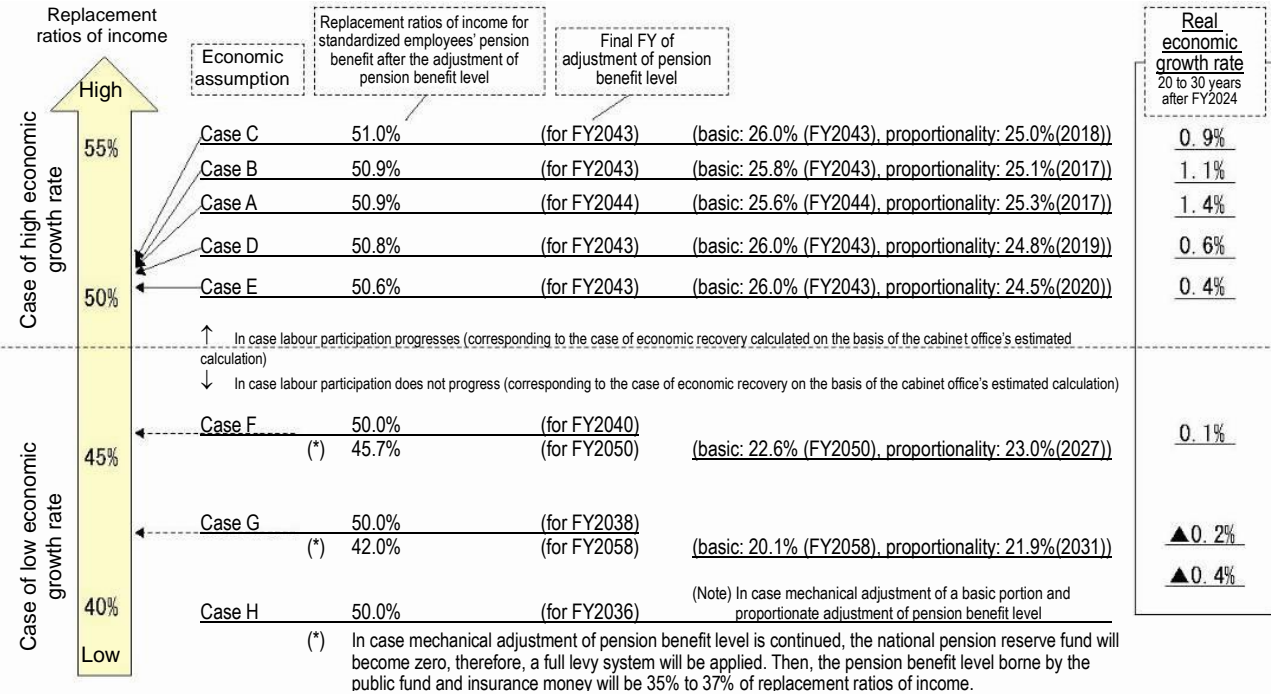 Replacement
ratios of income
High
55%
50%
45%
40%
Low
Case of high economic
growth rate
Case of low economic
growth rate
Economic
assumption
Replacement ratios of income for
standardized employees' pension
benefit after the adjustment of
pension benefit level
Final FY of
adjustment of pension
benefit level
Real
economic
growth rate
20 to 30 years
after FY2024
Case C 51.0% (for FY2043) (basic: 26.0% (FY2043), proportionality: 25.0%(2018)) 0.9%
Case B 50.9% (for FY2043) (basic: 25.8% (FY2043), proportionality: 25.1%(2017)) 1.1%
Case A 50.9% (for FY2044) (basic: 25.6% (FY2044), proportionality: 25.3%(2017)) 1.4%
Case D 50.8% (for FY2043) (basic: 26.0% (FY2043), proportionality: 24.8%(2019)) 0.6%
Case E 50.6% (for FY2043) (basic: 26.0% (FY2043), proportionality: 24.5%(2020)) 0.4%
↑ In case labour participation progresses (corresponding to the case of economic recovery calculated on the basis of the cabinet office's estimated
calculation)
↓ In case labour participation does not progress (corresponding to the case of economic recovery on the basis of the cabinet office's estimated calculation)
Case F 50.0% (for FY2040) 0.1%
(*) 45.7% (for FY2050) (basic: 22.6% (FY2050), proportionality: 23.0%(2027))
Case G 50.0% (for FY2038) ▲0.2%
(*) 42.0% (for FY2058) (basic: 20.1% (FY2058), proportionality: 21.9%(2031))
▲0.4%
(Note) In case mechanical adjustment of a basic portion and
proportionate adjustment of pension benefit level
Case H 50.0% (for FY2036)
(*) In case mechanical adjustment of pension benefit level is continued, the national pension reserve fund will
become zero, therefore, a full levy system will be applied. Then, the pension benefit level borne by the
public fund and insurance money will be 35% to 37% of replacement ratios of income.